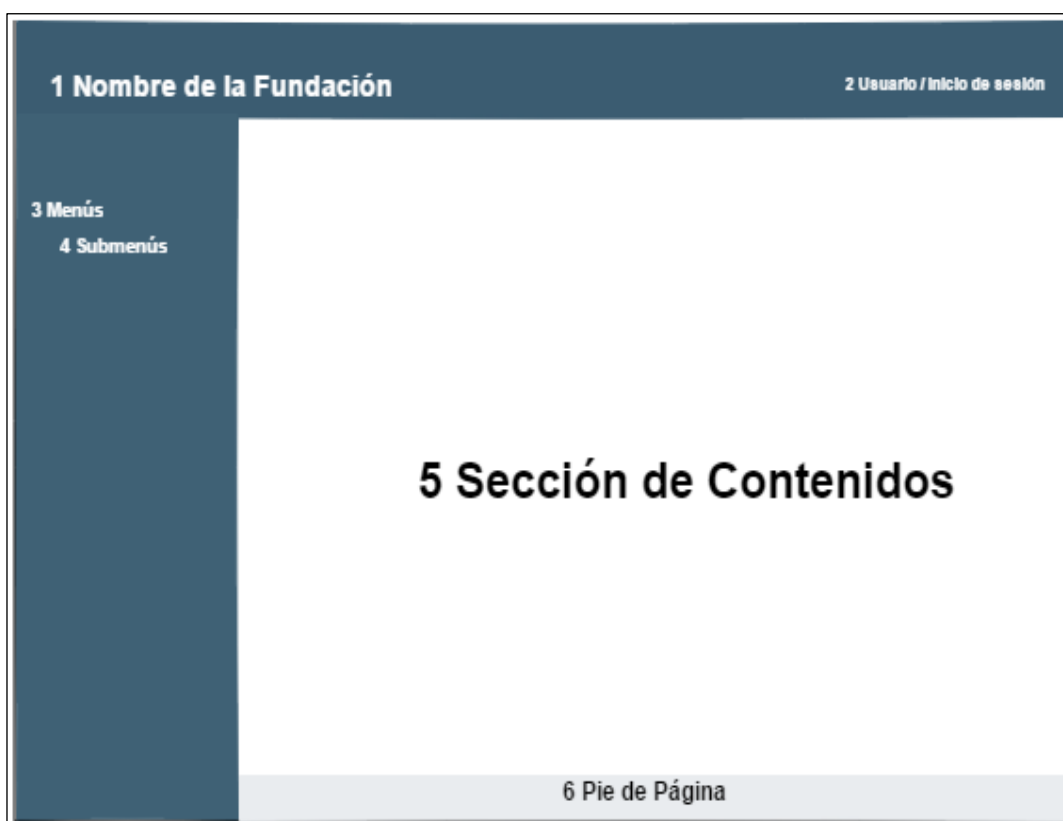 1 Nombre de la Fundación
2 Usuario / Inicio de sesión
3 Menús
4 Submenús
5 Sección de Contenidos
6 Pie de Página